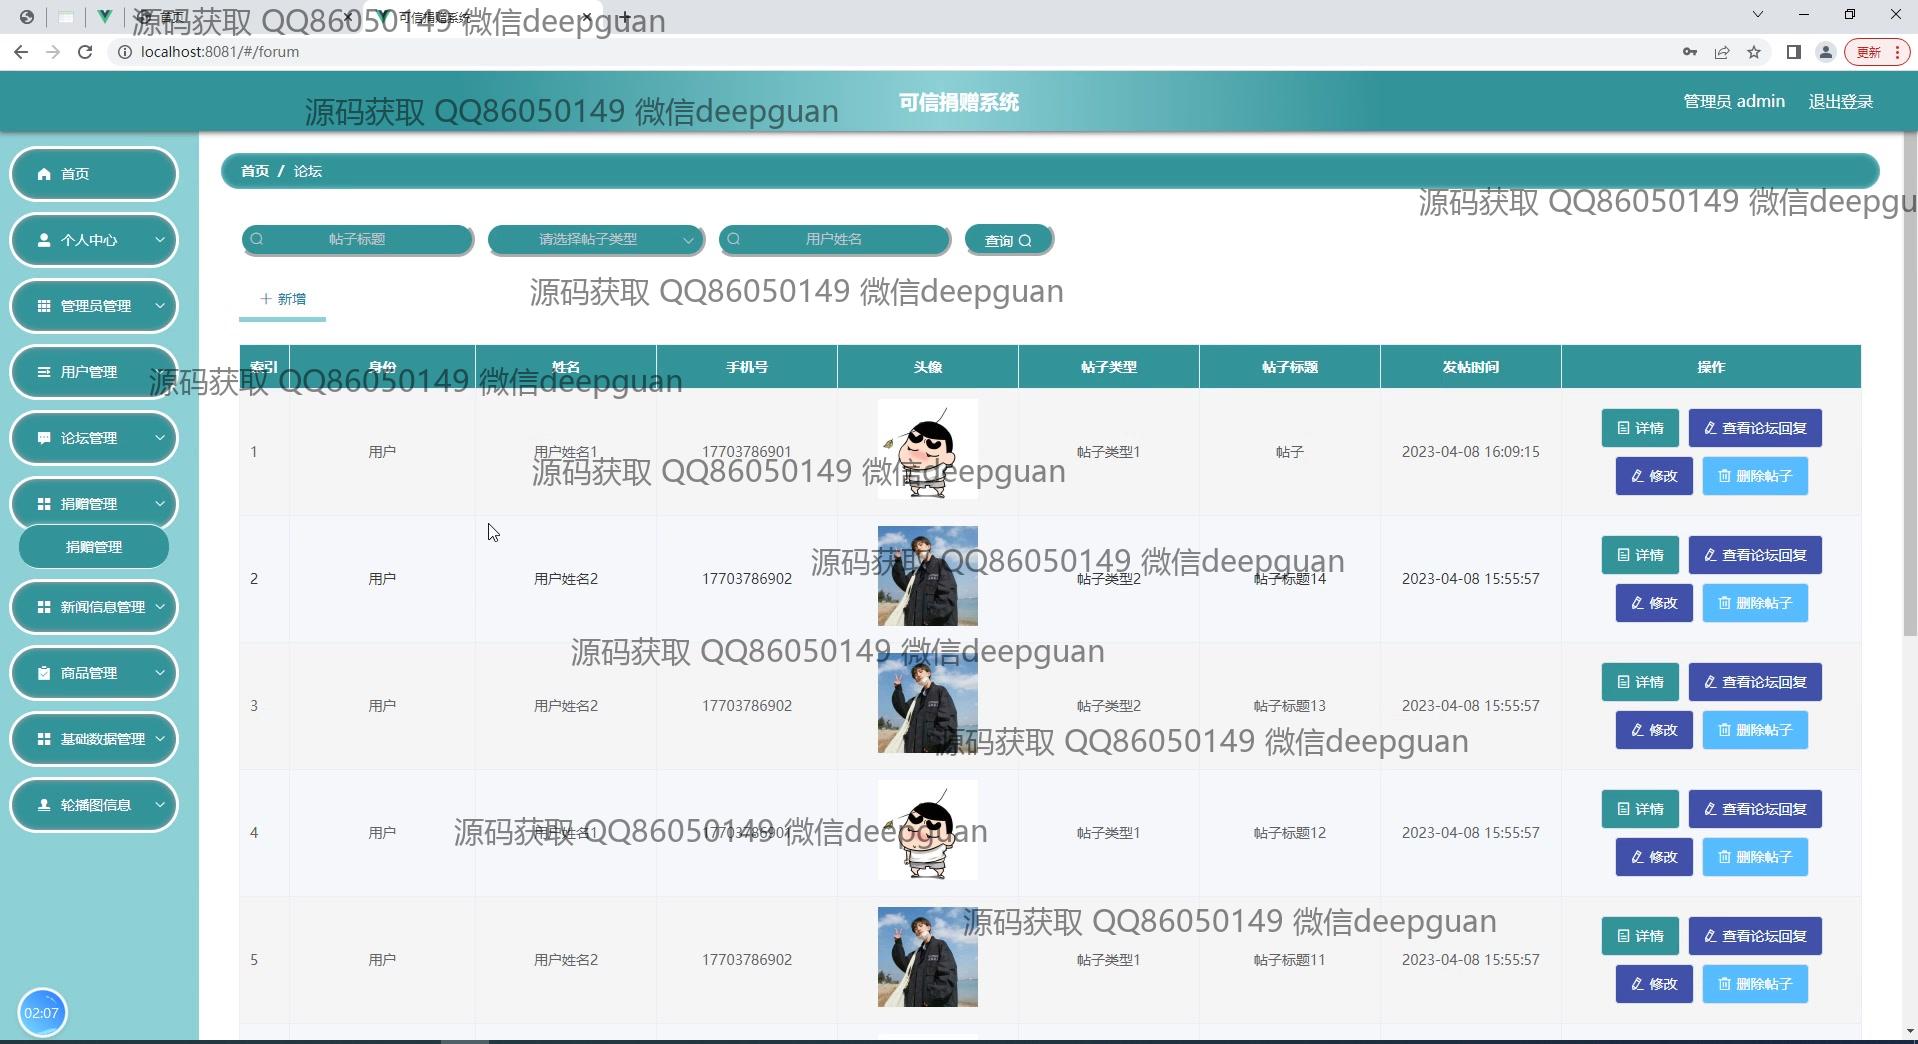 首页
可信捐赠系统
localhost:8081/#/forum
更新
可信捐赠系统
管理员 admin 退出登录
首页 / 论坛
首页
个人中心
管理员管理
用户管理
论坛管理
捐赠管理
捐赠管理
新闻信息管理
商品管理
基础数据管理
轮播图信息
帖子标题 请选择帖子类型 用户姓名 查询
新增
索引 身份 姓名 手机号 头像 帖子类型 帖子标题 发帖时间 操作
1 用户 用户姓名1 17703786901 帖子类型1 帖子 2023-04-08 16:09:15 详情 查看论坛回复
修改 删除帖子
2 用户 用户姓名2 17703786902 帖子类型2 帖子标题14 2023-04-08 15:55:57 详情 查看论坛回复
修改 删除帖子
3 用户 用户姓名2 17703786902 帖子类型2 帖子标题13 2023-04-08 15:55:57 详情 查看论坛回复
修改 删除帖子
4 用户 用户姓名1 17703786901 帖子类型1 帖子标题12 2023-04-08 15:55:57 详情 查看论坛回复
修改 删除帖子
5 用户 用户姓名2 17703786902 帖子类型1 帖子标题11 2023-04-08 15:55:57 详情 查看论坛回复
修改 删除帖子
02:07
源码获取 QQ86050149 微信deepguan
源码获取 QQ86050149 微信deepguan
源码获取 QQ86050149 微信deepgu
源码获取 QQ86050149 微信deepguan
源码获取 QQ86050149 微信deepguan
源码获取 QQ86050149 微信deepguan
源码获取 QQ86050149 微信deepguan
源码获取 QQ86050149 微信deepguan
源码获取 QQ86050149 微信deepguan
源码获取 QQ86050149 微信deepguan
源码获取 QQ86050149 微信deepguan